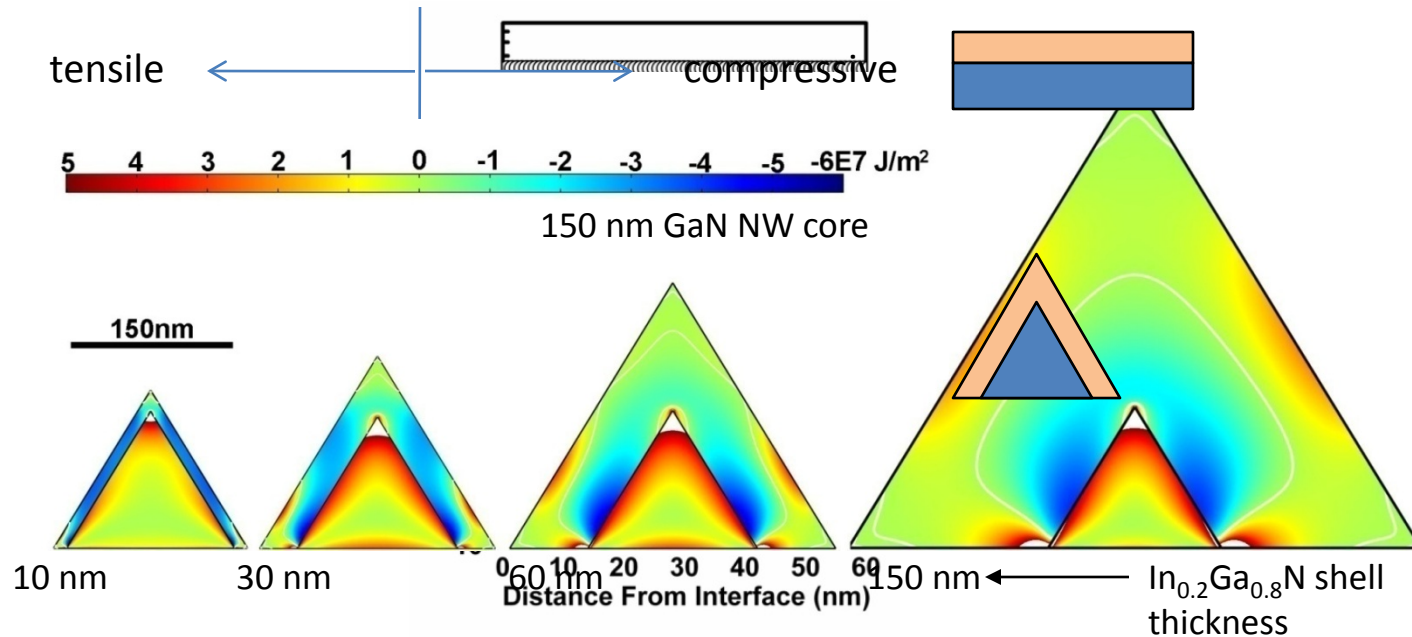 tensile compressive
5 4 3 2 1 0 -1 -2 -3 -4 -5 -6E7 J/m²
150 nm GaN NW core
150nm
10 nm 30 nm 60 nm 150 nm
0 10 20 30 40 50 60
Distance From Interface (nm)
In₀.₂Ga₀.₈N shell
thickness